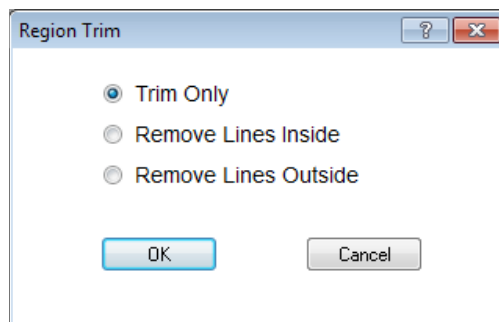 Region Trim
?
Trim Only
Remove Lines Inside
Remove Lines Outside
OK
Cancel